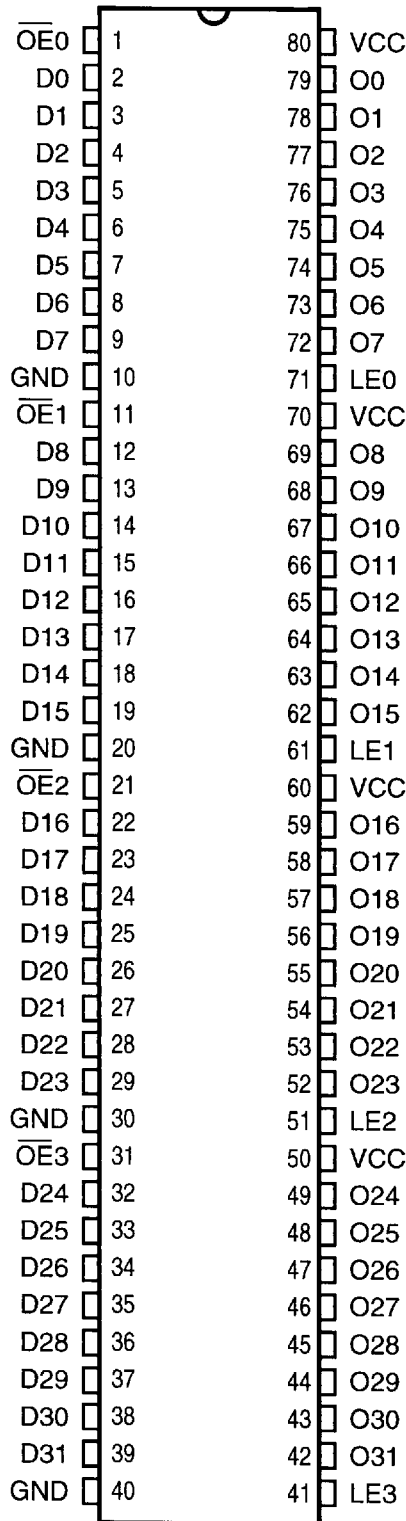 O̅E̅0 1 80 VCC
D0 2 79 O0
D1 3 78 O1
D2 4 77 O2
D3 5 76 O3
D4 6 75 O4
D5 7 74 O5
D6 8 73 O6
D7 9 72 O7
GND 10 71 LE0
O̅E̅1 11 70 VCC
D8 12 69 O8
D9 13 68 O9
D10 14 67 O10
D11 15 66 O11
D12 16 65 O12
D13 17 64 O13
D14 18 63 O14
D15 19 62 O15
GND 20 61 LE1
O̅E̅2 21 60 VCC
D16 22 59 O16
D17 23 58 O17
D18 24 57 O18
D19 25 56 O19
D20 26 55 O20
D21 27 54 O21
D22 28 53 O22
D23 29 52 O23
GND 30 51 LE2
O̅E̅3 31 50 VCC
D24 32 49 O24
D25 33 48 O25
D26 34 47 O26
D27 35 46 O27
D28 36 45 O28
D29 37 44 O29
D30 38 43 O30
D31 39 42 O31
GND 40 41 LE3